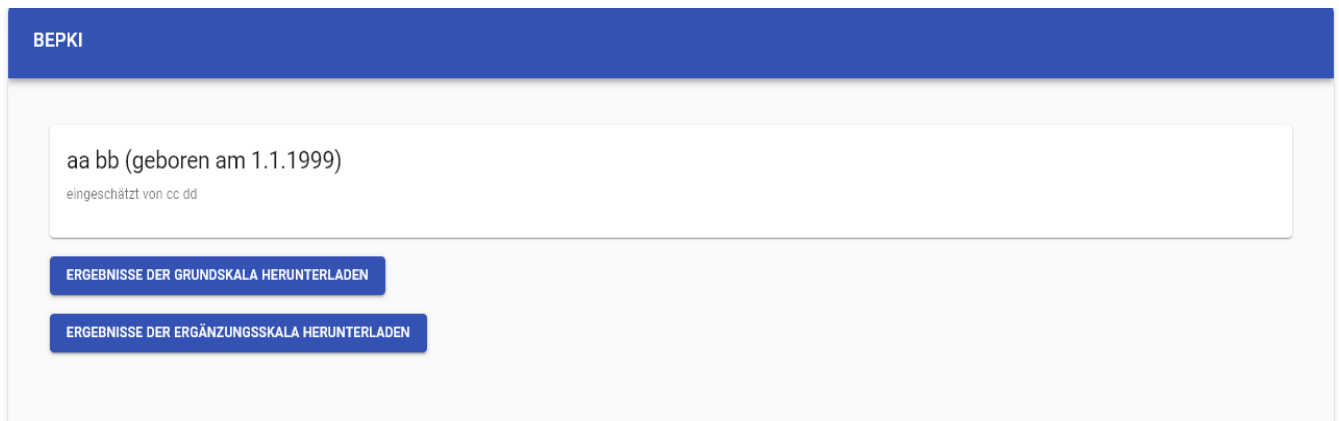 BEPKI
aa bb (geboren am 1.1.1999)
eingeschätzt von cc dd
ERGEBNISSE DER GRUNDSKALA HERUNTERLADEN
ERGEBNISSE DER ERGÄNZUNGSSKALA HERUNTERLADEN